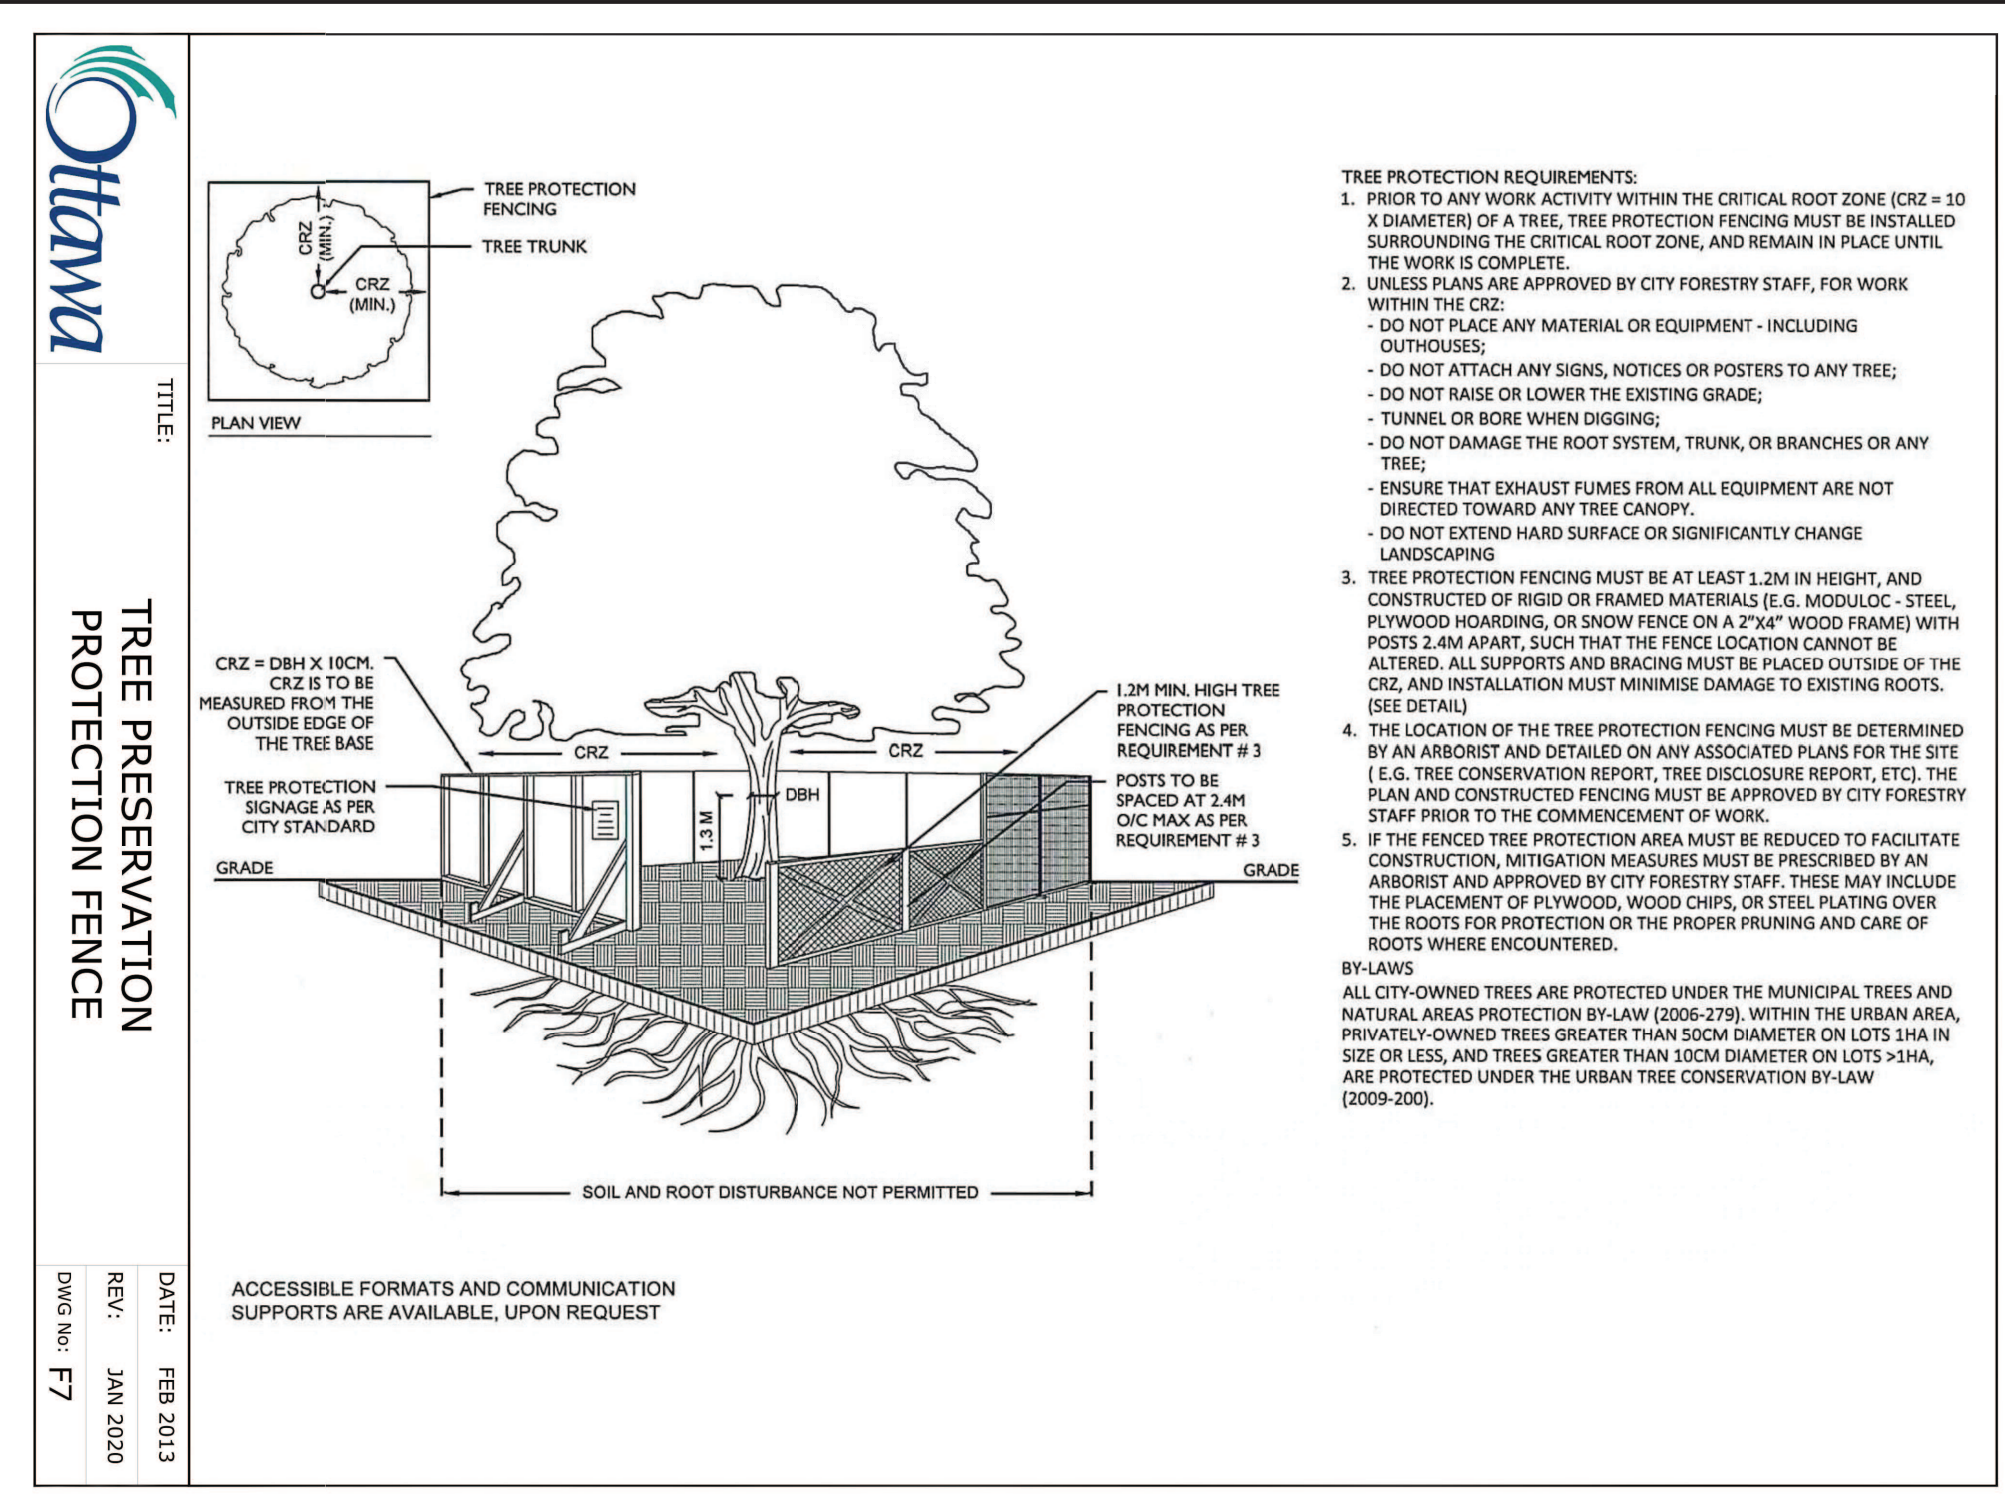 Ottawa
TITLE:
TREE PRESERVATION
PROTECTION FENCE
DATE: FEB 2013
REV: JAN 2020
DWG No: F7
TREE PROTECTION
FENCING
TREE TRUNK
CRZ
(MIN.)
CRZ
(MIN.)
PLAN VIEW
CRZ = DBH X 10CM.
CRZ IS TO BE
MEASURED FROM THE
OUTSIDE EDGE OF
THE TREE BASE
TREE PROTECTION
SIGNAGE AS PER
CITY STANDARD
GRADE
CRZ
CRZ
DBH
1.3 M
1.2M MIN. HIGH TREE
PROTECTION
FENCING AS PER
REQUIREMENT # 3
POSTS TO BE
SPACED AT 2.4M
O/C MAX AS PER
REQUIREMENT # 3
GRADE
SOIL AND ROOT DISTURBANCE NOT PERMITTED
ACCESSIBLE FORMATS AND COMMUNICATION
SUPPORTS ARE AVAILABLE, UPON REQUEST
TREE PROTECTION REQUIREMENTS:
1. PRIOR TO ANY WORK ACTIVITY WITHIN THE CRITICAL ROOT ZONE (CRZ = 10
X DIAMETER) OF A TREE, TREE PROTECTION FENCING MUST BE INSTALLED
SURROUNDING THE CRITICAL ROOT ZONE, AND REMAIN IN PLACE UNTIL
THE WORK IS COMPLETE.
2. UNLESS PLANS ARE APPROVED BY CITY FORESTRY STAFF, FOR WORK
WITHIN THE CRZ:
- DO NOT PLACE ANY MATERIAL OR EQUIPMENT - INCLUDING
OUTHOUSES;
- DO NOT ATTACH ANY SIGNS, NOTICES OR POSTERS TO ANY TREE;
- DO NOT RAISE OR LOWER THE EXISTING GRADE;
- TUNNEL OR BORE WHEN DIGGING;
- DO NOT DAMAGE THE ROOT SYSTEM, TRUNK, OR BRANCHES OR ANY
TREE;
- ENSURE THAT EXHAUST FUMES FROM ALL EQUIPMENT ARE NOT
DIRECTED TOWARD ANY TREE CANOPY.
- DO NOT EXTEND HARD SURFACE OR SIGNIFICANTLY CHANGE
LANDSCAPING
3. TREE PROTECTION FENCING MUST BE AT LEAST 1.2M IN HEIGHT, AND
CONSTRUCTED OF RIGID OR FRAMED MATERIALS (E.G. MODULOC - STEEL,
PLYWOOD HOARDING, OR SNOW FENCE ON A 2"X4" WOOD FRAME) WITH
POSTS 2.4M APART, SUCH THAT THE FENCE LOCATION CANNOT BE
ALTERED. ALL SUPPORTS AND BRACING MUST BE PLACED OUTSIDE OF THE
CRZ, AND INSTALLATION MUST MINIMISE DAMAGE TO EXISTING ROOTS.
(SEE DETAIL)
4. THE LOCATION OF THE TREE PROTECTION FENCING MUST BE DETERMINED
BY AN ARBORIST AND DETAILED ON ANY ASSOCIATED PLANS FOR THE SITE
( E.G. TREE CONSERVATION REPORT, TREE DISCLOSURE REPORT, ETC). THE
PLAN AND CONSTRUCTED FENCING MUST BE APPROVED BY CITY FORESTRY
STAFF PRIOR TO THE COMMENCEMENT OF WORK.
5. IF THE FENCED TREE PROTECTION AREA MUST BE REDUCED TO FACILITATE
CONSTRUCTION, MITIGATION MEASURES MUST BE PRESCRIBED BY AN
ARBORIST AND APPROVED BY CITY FORESTRY STAFF. THESE MAY INCLUDE
THE PLACEMENT OF PLYWOOD, WOOD CHIPS, OR STEEL PLATING OVER
THE ROOTS FOR PROTECTION OR THE PROPER PRUNING AND CARE OF
ROOTS WHERE ENCOUNTERED.
BY-LAWS
ALL CITY-OWNED TREES ARE PROTECTED UNDER THE MUNICIPAL TREES AND
NATURAL AREAS PROTECTION BY-LAW (2006-279). WITHIN THE URBAN AREA,
PRIVATELY-OWNED TREES GREATER THAN 50CM DIAMETER ON LOTS 1HA IN
SIZE OR LESS, AND TREES GREATER THAN 10CM DIAMETER ON LOTS >1HA,
ARE PROTECTED UNDER THE URBAN TREE CONSERVATION BY-LAW
(2009-200).